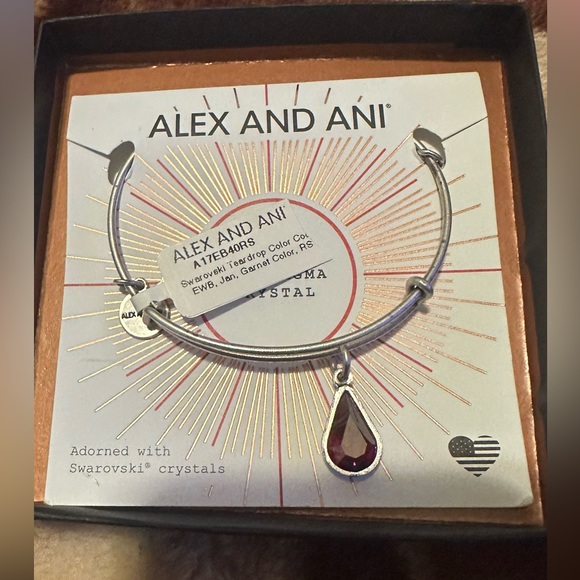 ALEX AND ANI®
ALEX AND ANI®
A17EB40RS
Swarovski Teardrop Color Co
EWB, Jan, Garnet Color, RS
ALEX A
Adorned with
Swarovski® crystals